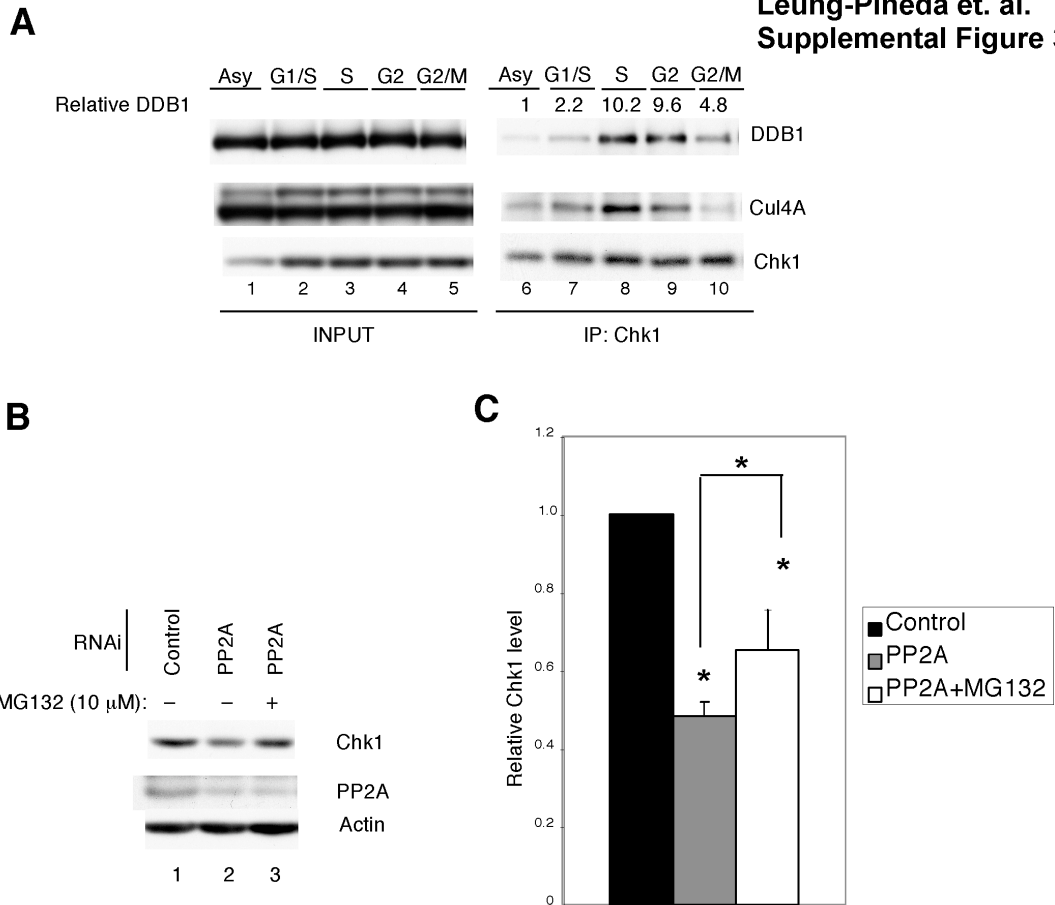 Leung-Pineda et. al.
Supplemental Figure 3
A
Asy G1/S S G2 G2/M Asy G1/S S G2 G2/M
Relative DDB1 1 2.2 10.2 9.6 4.8
DDB1
Cul4A
Chk1
1 2 3 4 5 6 7 8 9 10
INPUT IP: Chk1
B
RNAi Control PP2A PP2A
MG132 (10 µM): – – +
Chk1
PP2A
Actin
1 2 3
C
Relative Chk1 level
1.2
1.0
0.8
0.6
0.4
0.2
0
*
*
*
Control
PP2A
PP2A+MG132